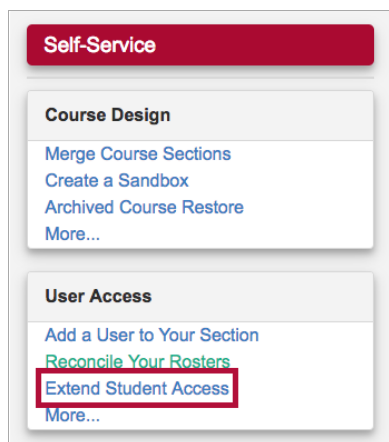 Self-Service
Course Design
Merge Course Sections
Create a Sandbox
Archived Course Restore
More...
User Access
Add a User to Your Section
Reconcile Your Rosters
Extend Student Access
More...